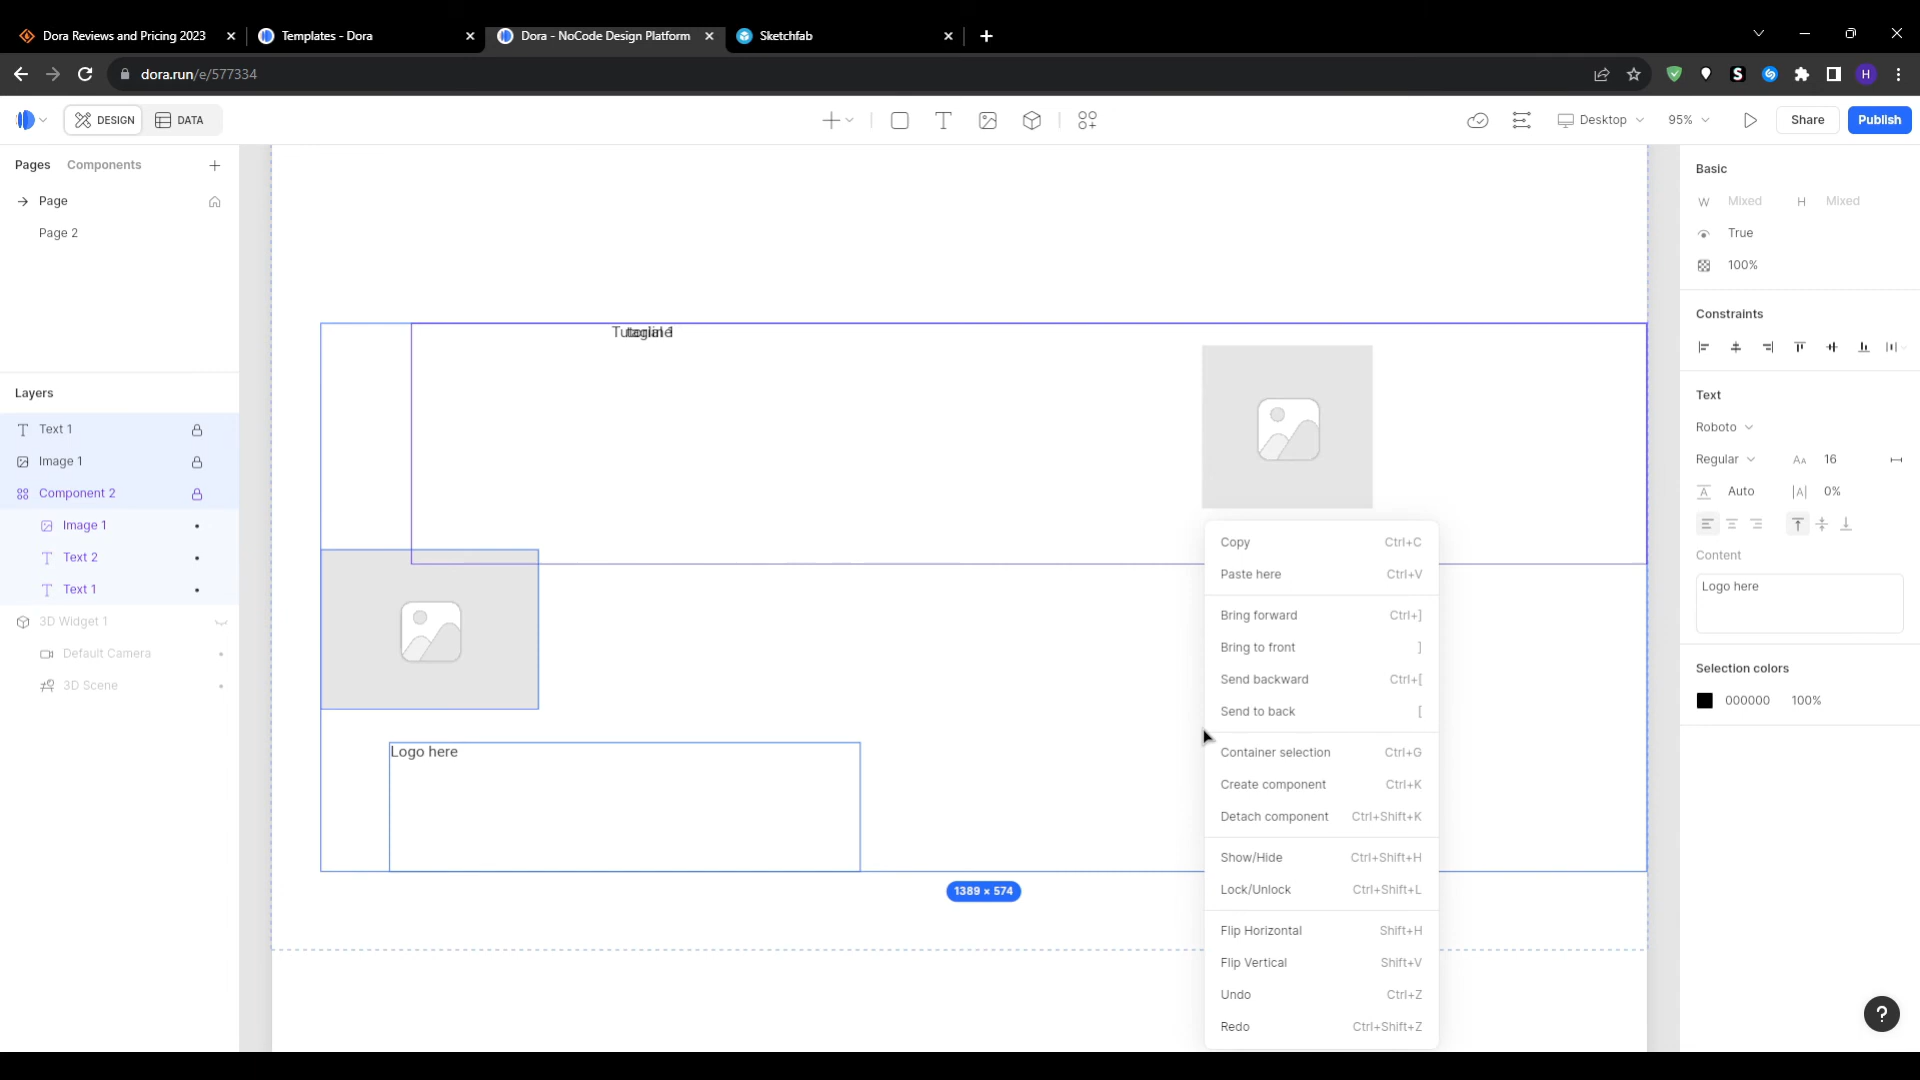 Dora Reviews and Pricing 2023
Templates - Dora
Dora - NoCode Design Platform
Sketchfab
dora.run/e/577334
S
H
DESIGN
DATA
Desktop
95%
Share
Publish
Pages
Components
Page
Page 2
Layers
Text 1
Image 1
Component 2
Image 1
Text 2
Text 1
3D Widget 1
Default Camera
3D Scene
Logo here
1389 × 574
Copy Ctrl+C
Paste here Ctrl+V
Bring forward Ctrl+]
Bring to front ]
Send backward Ctrl+[
Send to back [
Container selection Ctrl+G
Create component Ctrl+K
Detach component Ctrl+Shift+K
Show/Hide Ctrl+Shift+H
Lock/Unlock Ctrl+Shift+L
Flip Horizontal Shift+H
Flip Vertical Shift+V
Undo Ctrl+Z
Redo Ctrl+Shift+Z
Basic
W Mixed H Mixed
True
100%
Constraints
Text
Roboto
Regular AA 16
A Auto |A| 0%
Content
Logo here
Selection colors
000000 100%
?